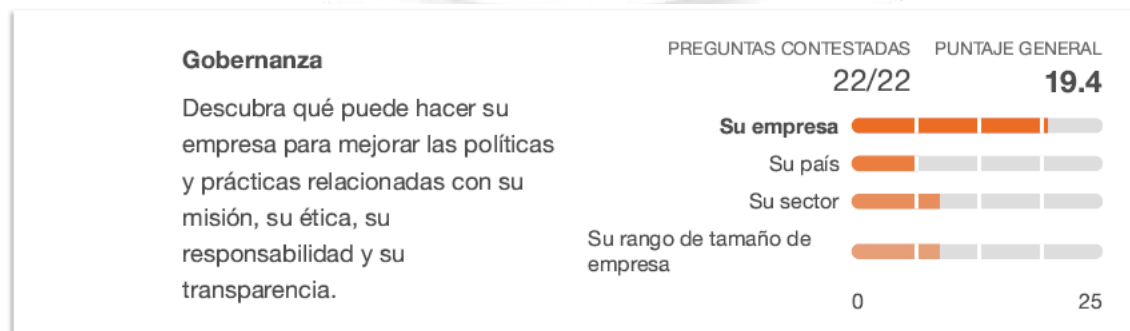 Gobernanza
Descubra qué puede hacer su
empresa para mejorar las políticas
y prácticas relacionadas con su
misión, su ética, su
responsabilidad y su
transparencia.
PREGUNTAS CONTESTADAS PUNTAJE GENERAL
22/22 19.4
Su empresa
Su país
Su sector
Su rango de tamaño de
empresa
0 25